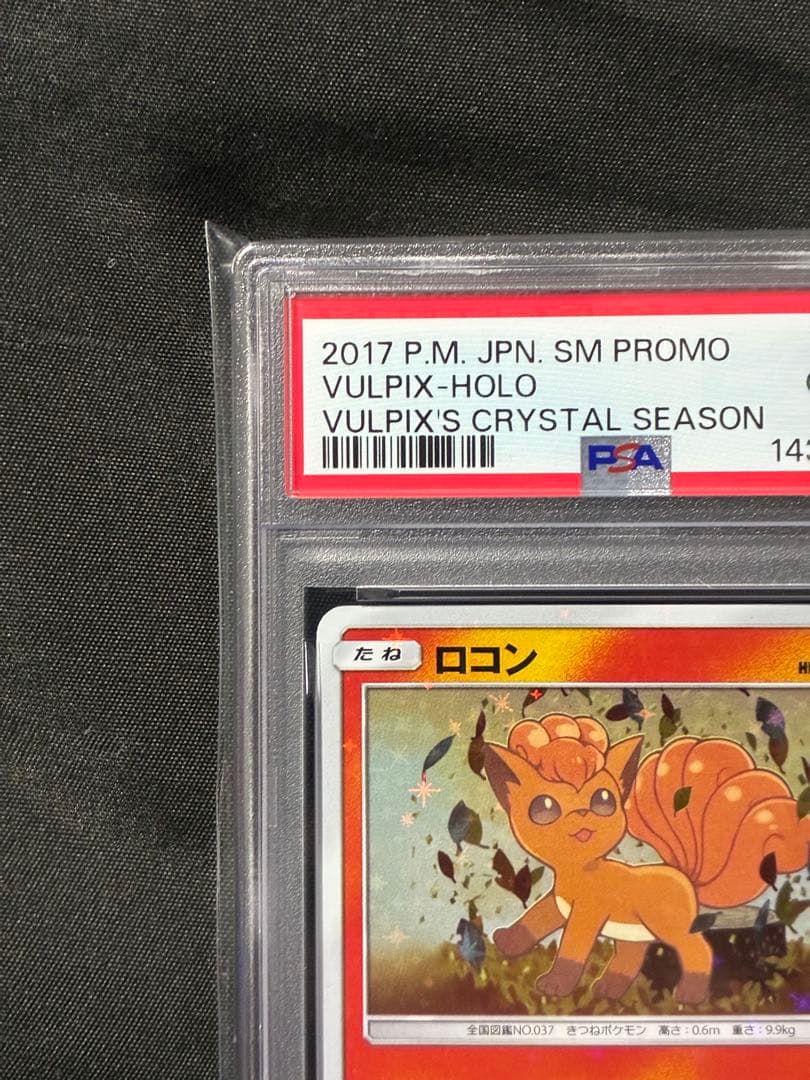 2017 P.M. JPN. SM PROMO
VULPIX-HOLO
VULPIX'S CRYSTAL SEASON
PSA
たね ロコン
全国図鑑NO.037 きつねポケモン 高さ:0.6m 重さ:9.9kg